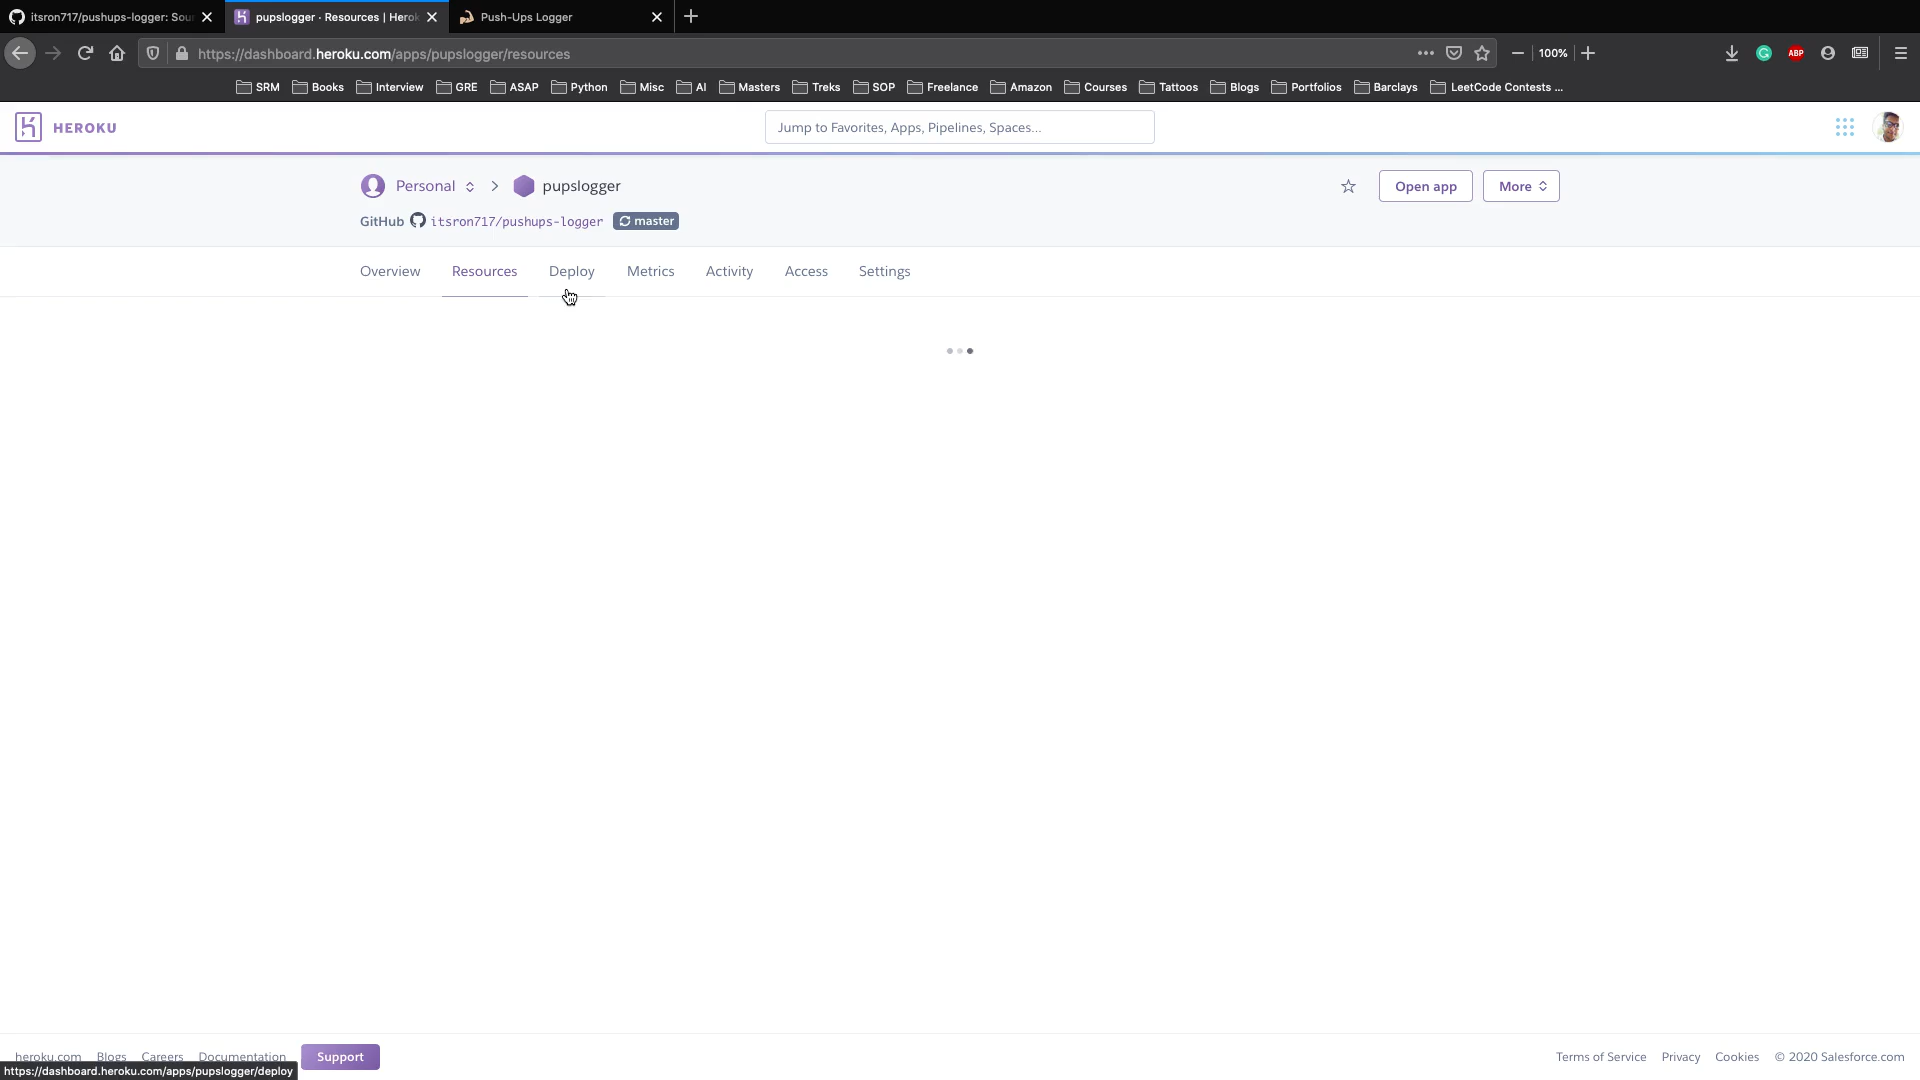 itsron717/pushups-logger: Sour
pupslogger · Resources | Herok
Push-Ups Logger
https://dashboard.heroku.com/apps/pupslogger/resources
100%
ABP
SRM Books Interview GRE ASAP Python Misc AI Masters Treks SOP Freelance Amazon Courses Tattoos Blogs Portfolios Barclays LeetCode Contests ...
HEROKU
Jump to Favorites, Apps, Pipelines, Spaces...
Personal > pupslogger
Open app
More
GitHub itsron717/pushups-logger master
Overview Resources Deploy Metrics Activity Access Settings
heroku.com Blogs Careers Documentation Support
Terms of Service Privacy Cookies © 2020 Salesforce.com
https://dashboard.heroku.com/apps/pupslogger/deploy